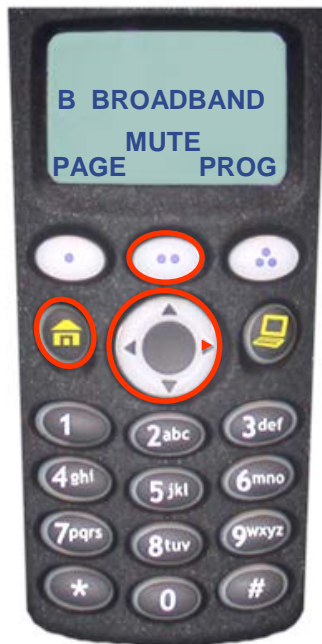 B BROADBAND
MUTE
PAGE PROG
1 2abc 3def
4ghi 5jkl 6mno
7pqrs 8tuv 9wxyz
* 0 #